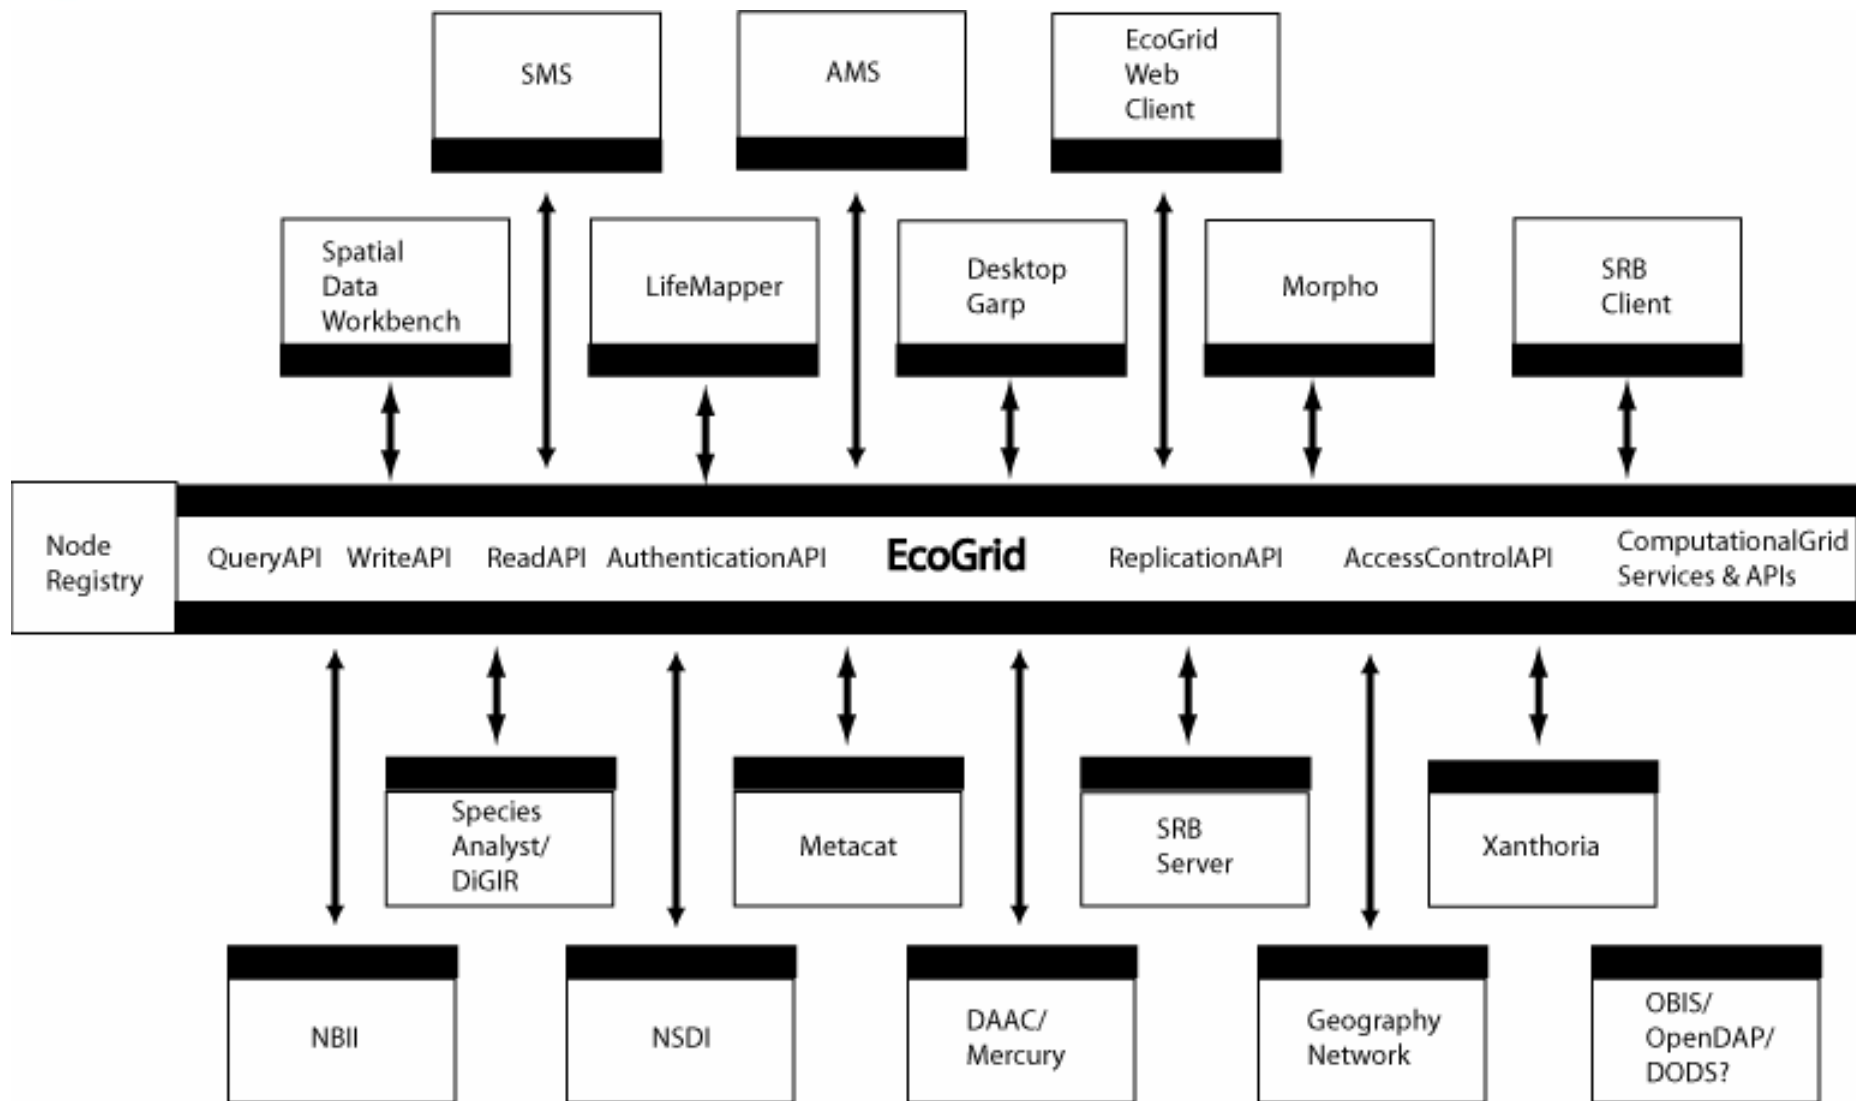 SMS
AMS
EcoGrid
Web
Client
Spatial
Data
Workbench
LifeMapper
Desktop
Garp
Morpho
SRB
Client
Node
Registry
QueryAPI
WriteAPI
ReadAPI
AuthenticationAPI
EcoGrid
ReplicationAPI
AccessControlAPI
ComputationalGrid
Services & APIs
Species
Analyst/
DiGIR
Metacat
SRB
Server
Xanthoria
NBII
NSDI
DAAC/
Mercury
Geography
Network
OBIS/
OpenDAP/
DODS?